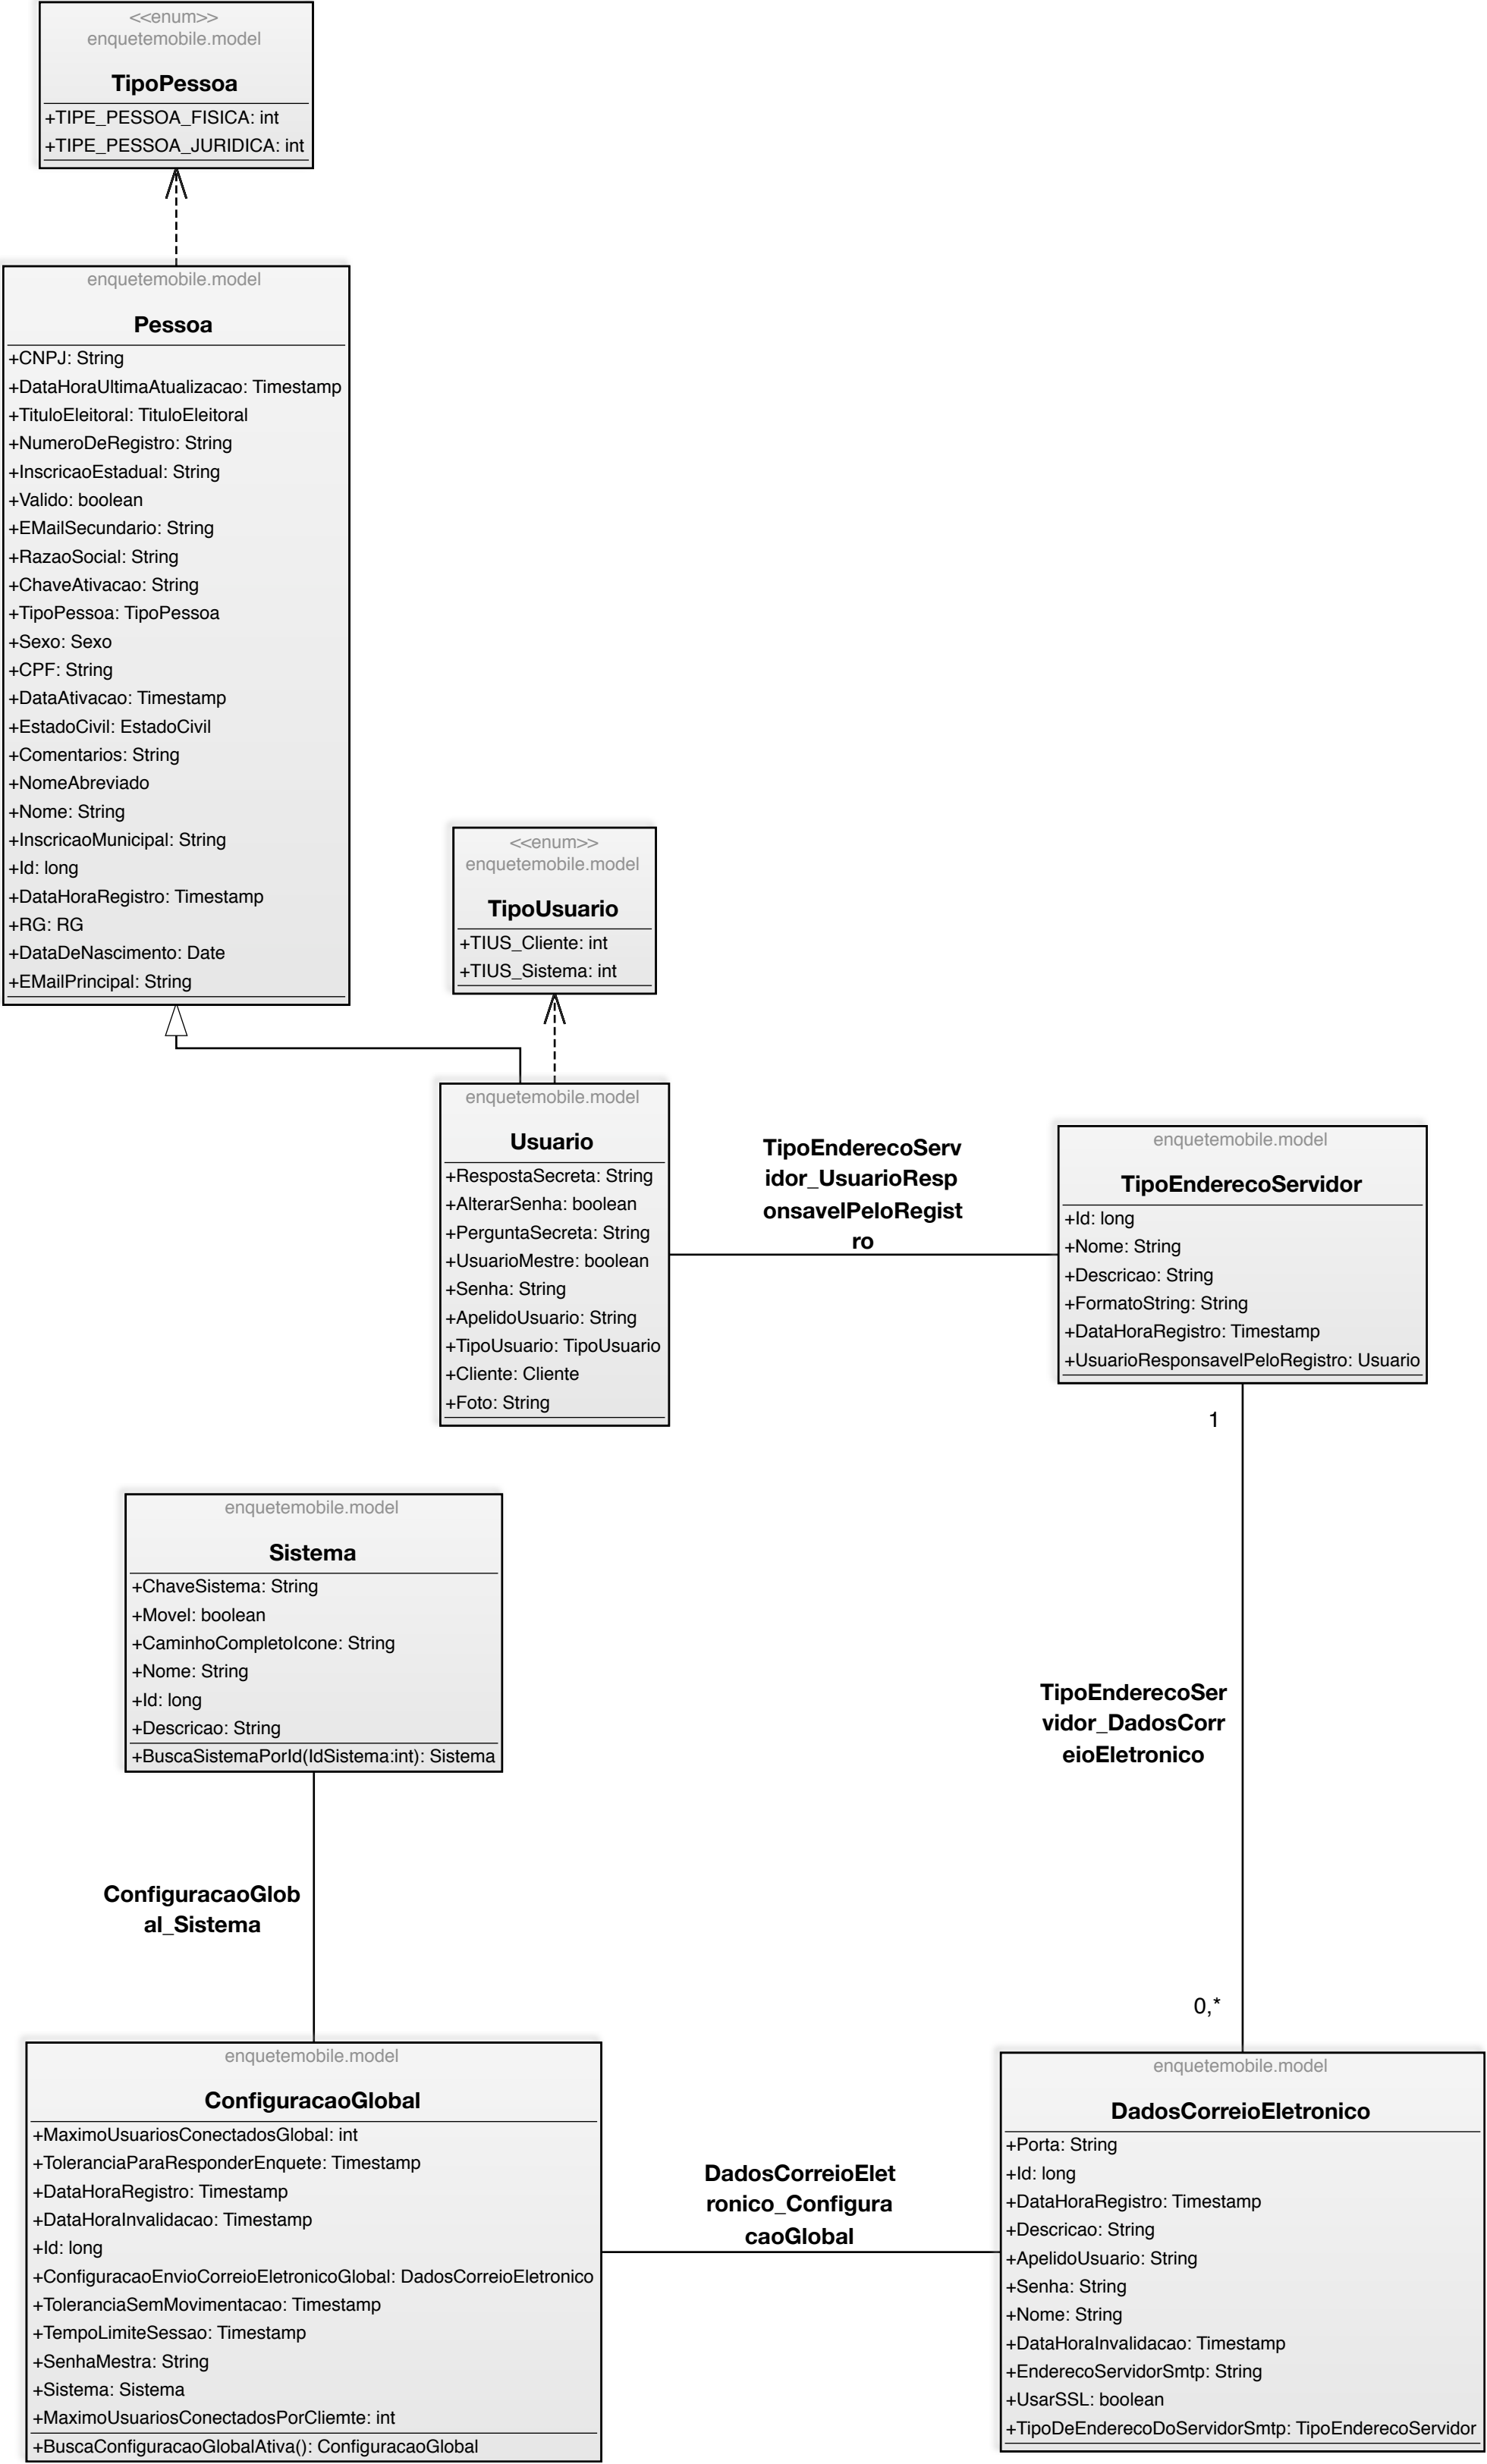 <<enum>>
enquetemobile.model
TipoPessoa
+TIPE_PESSOA_FISICA: int
+TIPE_PESSOA_JURIDICA: int
enquetemobile.model
Pessoa
+CNPJ: String
+DataHoraUltimaAtualizacao: Timestamp
+TituloEleitoral: TituloEleitoral
+NumeroDeRegistro: String
+InscricaoEstadual: String
+Valido: boolean
+EMailSecundario: String
+RazaoSocial: String
+ChaveAtivacao: String
+TipoPessoa: TipoPessoa
+Sexo: Sexo
+CPF: String
+DataAtivacao: Timestamp
+EstadoCivil: EstadoCivil
+Comentarios: String
+NomeAbreviado
+Nome: String
+InscricaoMunicipal: String
+Id: long
+DataHoraRegistro: Timestamp
+RG: RG
+DataDeNascimento: Date
+EMailPrincipal: String
<<enum>>
enquetemobile.model
TipoUsuario
+TIUS_Cliente: int
+TIUS_Sistema: int
enquetemobile.model
Usuario
+RespostaSecreta: String
+AlterarSenha: boolean
+PerguntaSecreta: String
+UsuarioMestre: boolean
+Senha: String
+ApelidoUsuario: String
+TipoUsuario: TipoUsuario
+Cliente: Cliente
+Foto: String
TipoEnderecoServ
idor_UsuarioResp
onsavelPeloRegist
ro
enquetemobile.model
TipoEnderecoServidor
+Id: long
+Nome: String
+Descricao: String
+FormatoString: String
+DataHoraRegistro: Timestamp
+UsuarioResponsavelPeloRegistro: Usuario
1
TipoEnderecoSer
vidor_DadosCorr
eioEletronico
0,*
enquetemobile.model
Sistema
+ChaveSistema: String
+Movel: boolean
+CaminhoCompletoIcone: String
+Nome: String
+Id: long
+Descricao: String
+BuscaSistemaPorId(IdSistema:int): Sistema
ConfiguracaoGlob
al_Sistema
enquetemobile.model
ConfiguracaoGlobal
+MaximoUsuariosConectadosGlobal: int
+ToleranciaParaResponderEnquete: Timestamp
+DataHoraRegistro: Timestamp
+DataHoraInvalidacao: Timestamp
+Id: long
+ConfiguracaoEnvioCorreioEletronicoGlobal: DadosCorreioEletronico
+ToleranciaSemMovimentacao: Timestamp
+TempoLimiteSessao: Timestamp
+SenhaMestra: String
+Sistema: Sistema
+MaximoUsuariosConectadosPorCliemte: int
+BuscaConfiguracaoGlobalAtiva(): ConfiguracaoGlobal
DadosCorreioElet
ronico_Configura
caoGlobal
enquetemobile.model
DadosCorreioEletronico
+Porta: String
+Id: long
+DataHoraRegistro: Timestamp
+Descricao: String
+ApelidoUsuario: String
+Senha: String
+Nome: String
+DataHoraInvalidacao: Timestamp
+EnderecoServidorSmtp: String
+UsarSSL: boolean
+TipoDeEnderecoDoServidorSmtp: TipoEnderecoServidor